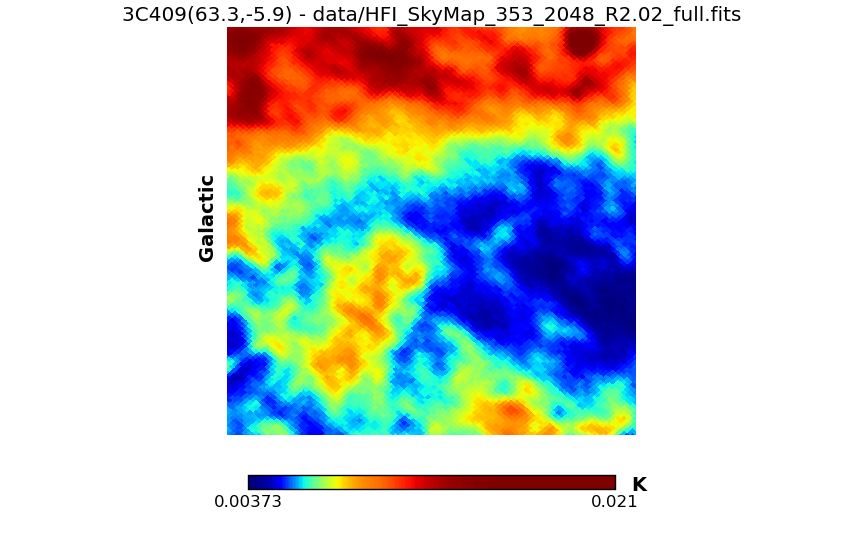 3C409(63.3,-5.9) - data/HFI_SkyMap_353_2048_R2.02_full.fits
Galactic
K
0.00373
0.021